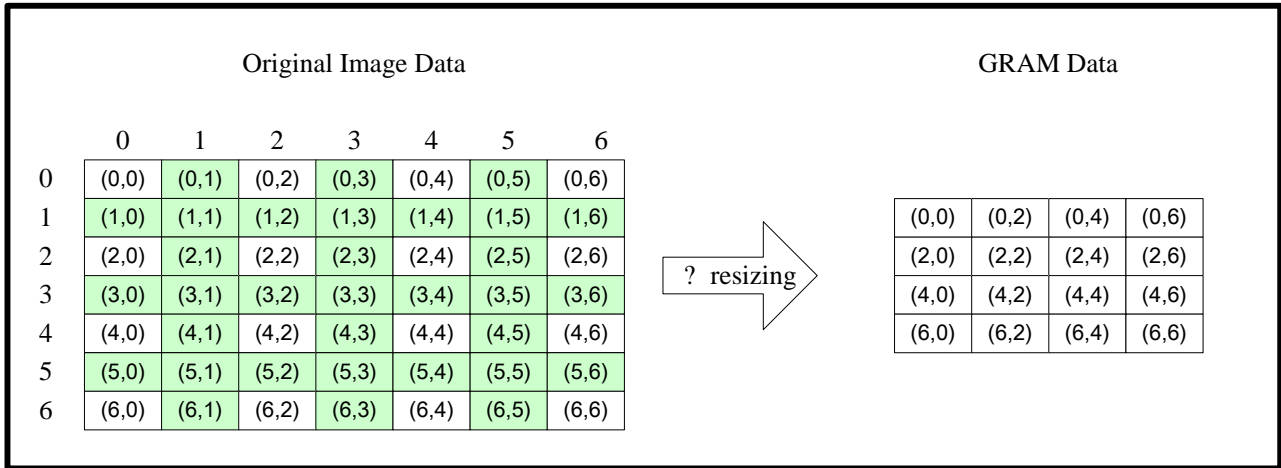 Original Image Data
GRAM Data
0 1 2 3 4 5 6
0 (0,0) (0,1) (0,2) (0,3) (0,4) (0,5) (0,6)
1 (1,0) (1,1) (1,2) (1,3) (1,4) (1,5) (1,6)
2 (2,0) (2,1) (2,2) (2,3) (2,4) (2,5) (2,6)
3 (3,0) (3,1) (3,2) (3,3) (3,4) (3,5) (3,6)
4 (4,0) (4,1) (4,2) (4,3) (4,4) (4,5) (4,6)
5 (5,0) (5,1) (5,2) (5,3) (5,4) (5,5) (5,6)
6 (6,0) (6,1) (6,2) (6,3) (6,4) (6,5) (6,6)
? resizing
(0,0) (0,2) (0,4) (0,6)
(2,0) (2,2) (2,4) (2,6)
(4,0) (4,2) (4,4) (4,6)
(6,0) (6,2) (6,4) (6,6)